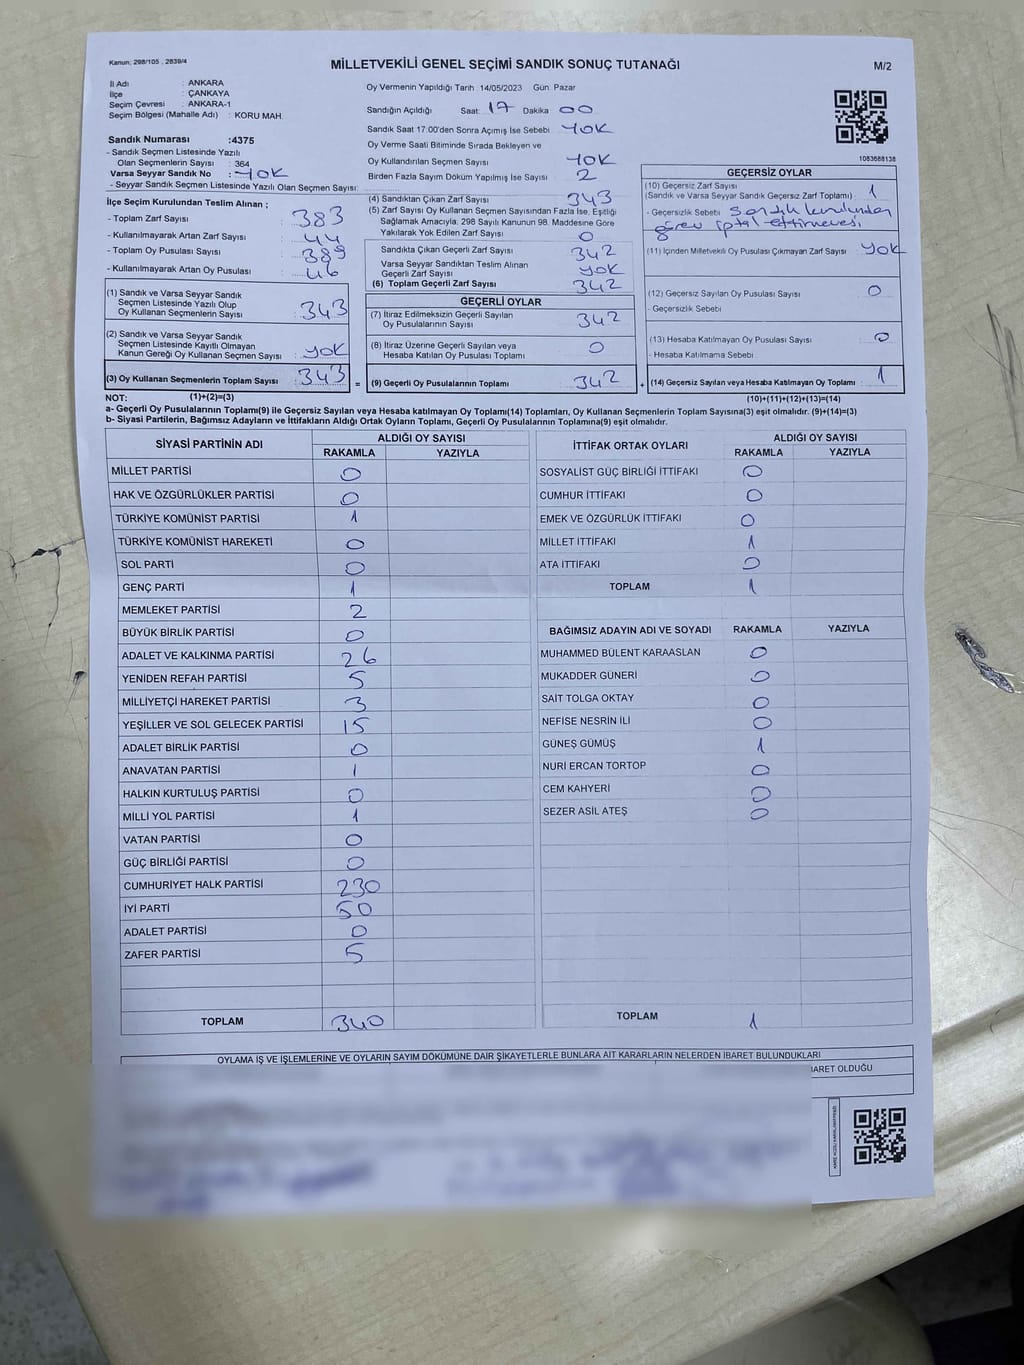 Kanun: 298/105 , 2839/4
MİLLETVEKİLİ GENEL SEÇİMİ SANDIK SONUÇ TUTANAĞI
M/2
İl Adı : ANKARA
İlçe : ÇANKAYA
Seçim Çevresi : ANKARA-1
Seçim Bölgesi (Mahalle Adı) : KORU MAH.
Sandık Numarası :4375
- Sandık Seçmen Listesinde Yazılı
Olan Seçmenlerin Sayısı : 364
Varsa Seyyar Sandık No : YOK
- Seyyar Sandık Seçmen Listesinde Yazılı Olan Seçmen Sayısı:
Oy Vermenin Yapıldığı Tarih 14/05/2023 Gün: Pazar
Sandığın Açıldığı Saat: 17 Dakika 00
Sandık Saat 17:00'den Sonra Açımış İse Sebebi YOK
Oy Verme Saati Bitiminde Sırada Bekleyen ve
Oy Kullandırılan Seçmen Sayısı YOK
Birden Fazla Sayım Döküm Yapılmış İse Sayısı 2
1083688138
İlçe Seçim Kurulundan Teslim Alınan ;
- Toplam Zarf Sayısı : 383
- Kullanılmayarak Artan Zarf Sayısı : 44
- Toplam Oy Pusulası Sayısı : 389
- Kullanılmayarak Artan Oy Pusulası : 46
(1) Sandık ve Varsa Seyyar Sandık
Seçmen Listesinde Yazılı Olup
Oy Kullanan Seçmenlerin Sayısı : 343
(2) Sandık ve Varsa Seyyar Sandık
Seçmen Listesinde Kayıtlı Olmayan
Kanun Gereği Oy Kullanan Seçmen Sayısı : YOK
(3) Oy Kullanan Seçmenlerin Toplam Sayısı : 343
(4) Sandıktan Çıkan Zarf Sayısı 343
(5) Zarf Sayısı Oy Kullanan Seçmen Sayısından Fazla İse, Eşitliği
Sağlamak Amacıyla, 298 Sayılı Kanunun 98. Maddesine Göre
Yakılarak Yok Edilen Zarf Sayısı 0
Sandıkta Çıkan Geçerli Zarf Sayısı 342
Varsa Seyyar Sandıktan Teslim Alınan
Geçerli Zarf Sayısı YOK
(6) Toplam Geçerli Zarf Sayısı 342
GEÇERLİ OYLAR
(7) İtiraz Edilmeksizin Geçerli Sayılan
Oy Pusulalarının Sayısı 342
(8) İtiraz Üzerine Geçerli Sayılan veya
Hesaba Katılan Oy Pusulası Toplamı 0
= (9) Geçerli Oy Pusulalarının Toplamı 342
GEÇERSİZ OYLAR
(10) Geçersiz Zarf Sayısı
(Sandık ve Varsa Seyyar Sandık Geçersiz Zarf Toplamı) : 1
- Geçersizlik Sebebi Sandık kurulundan
görev iptal ettirmesi
(11) İçinden Milletvekili Oy Pusulası Çıkmayan Zarf Sayısı YOK
(12) Geçersiz Sayılan Oy Pusulası Sayısı : 0
- Geçersizlik Sebebi
(13) Hesaba Katılmayan Oy Pusulası Sayısı : 0
- Hesaba Katılmama Sebebi
+ (14) Geçersiz Sayılan veya Hesaba Katılmayan Oy Toplamı : 1
NOT: (1)+(2)=(3)
(10)+(11)+(12)+(13)=(14)
a- Geçerli Oy Pusulalarının Toplamı(9) ile Geçersiz Sayılan veya Hesaba katılmayan Oy Toplamı(14) Toplamları, Oy Kullanan Seçmenlerin Toplam Sayısına(3) eşit olmalıdır. (9)+(14)=(3)
b- Siyasi Partilerin, Bağımsız Adayların ve İttifakların Aldığı Ortak Oyların Toplamı, Geçerli Oy Pusulalarının Toplamına(9) eşit olmalıdır.
SİYASİ PARTİNİN ADI ALDIĞI OY SAYISI
RAKAMLA YAZIYLA
MİLLET PARTİSİ 0
HAK VE ÖZGÜRLÜKLER PARTİSİ 0
TÜRKİYE KOMÜNİST PARTİSİ 1
TÜRKİYE KOMÜNİST HAREKETİ 0
SOL PARTİ 0
GENÇ PARTİ 1
MEMLEKET PARTİSİ 2
BÜYÜK BİRLİK PARTİSİ 0
ADALET VE KALKINMA PARTİSİ 26
YENİDEN REFAH PARTİSİ 5
MİLLİYETÇİ HAREKET PARTİSİ 3
YEŞİLLER VE SOL GELECEK PARTİSİ 15
ADALET BİRLİK PARTİSİ 0
ANAVATAN PARTİSİ 1
HALKIN KURTULUŞ PARTİSİ 0
MİLLİ YOL PARTİSİ 1
VATAN PARTİSİ 0
GÜÇ BİRLİĞİ PARTİSİ 0
CUMHURİYET HALK PARTİSİ 230
İYİ PARTİ 50
ADALET PARTİSİ 0
ZAFER PARTİSİ 5
TOPLAM 340
İTTİFAK ORTAK OYLARI ALDIĞI OY SAYISI
RAKAMLA YAZIYLA
SOSYALİST GÜÇ BİRLİĞİ İTTİFAKI 0
CUMHUR İTTİFAKI 0
EMEK VE ÖZGÜRLÜK İTTİFAKI 0
MİLLET İTTİFAKI 1
ATA İTTİFAKI 0
TOPLAM 1
BAĞIMSIZ ADAYIN ADI VE SOYADI RAKAMLA YAZIYLA
MUHAMMED BÜLENT KARAASLAN 0
MUKADDER GÜNERİ 0
SAİT TOLGA OKTAY 0
NEFİSE NESRİN İLİ 0
GÜNEŞ GÜMÜŞ 1
NURİ ERCAN TORTOP 0
CEM KAHYERİ 0
SEZER ASİL ATEŞ 0
TOPLAM 1
OYLAMA İŞ VE İŞLEMLERİNE VE OYLARIN SAYIM DÖKÜMÜNE DAİR ŞİKAYETLERLE BUNLARA AİT KARARLARIN NELERDEN İBARET BULUNDUKLARI
BARET OLDUĞU